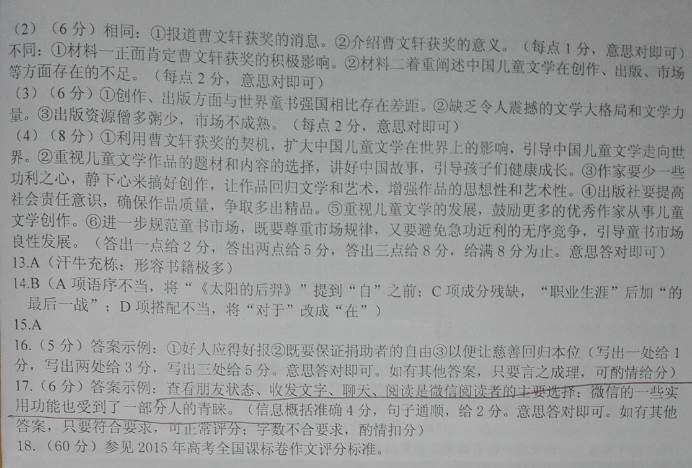 （2）（6分）相同：①报道曹文轩获奖的消息。②介绍曹文轩获奖的意义。（每点1分，意思对即可）
不同：①材料一正面肯定曹文轩获奖的积极影响。②材料二着重阐述中国儿童文学在创作、出版、市场
等方面存在的不足。（每点2分，意思对即可）
（3）（6分）①创作、出版方面与世界童书强国相比存在差距。②缺乏令人震撼的文学大格局和文学力
量。③出版资源僧多粥少，市场不成熟。（每点2分，意思对即可）
（4）（8分）①利用曹文轩获奖的契机，扩大中国儿童文学在世界上的影响，引导中国儿童文学走向世
界。②重视儿童文学作品的题材和内容的选择，讲好中国故事，引导孩子们健康成长。③作家要少一些
功利之心，静下心来搞好创作，让作品回归文学和艺术，增强作品的思想性和艺术性。④出版社要提高
社会责任意识，确保作品质量，争取多出精品。⑤重视儿童文学的发展，鼓励更多的优秀作家从事儿童
文学创作。⑥进一步规范童书市场，既要尊重市场规律，又要避免急功近利的无序竞争，引导童书市场
良性发展。（答出一点给2分，答出两点给5分，答出三点给8分，给满8分为止。意思答对即可）
13.A（汗牛充栋：形容书籍极多）
14.B（A项语序不当，将“《太阳的后羿》”提到“自”之前；C项成分残缺，“职业生涯”后加“的
最后一战”；D项搭配不当，将“对于”改成“在”）
15.A
16.（5分）答案示例：①好人应得好报②既要保证捐助者的自由③以便让慈善回归本位（写出一处给1
分，写出两处给3分，写出三处给5分。意思答对即可。如有其他答案，只要言之成理，可酌情给分）
17.（6分）答案示例：查看朋友状态、收发文字、聊天、阅读是微信阅读者的主要选择；微信的一些实
用功能也受到了一部分人的青睐。（信息概括准确4分，句子通顺，给2分。意思答对即可。如有其他
答案，只要符合要求，可正常评分；字数不合要求，酌情扣分）
18.（60分）参见2015年高考全国课标卷作文评分标准。